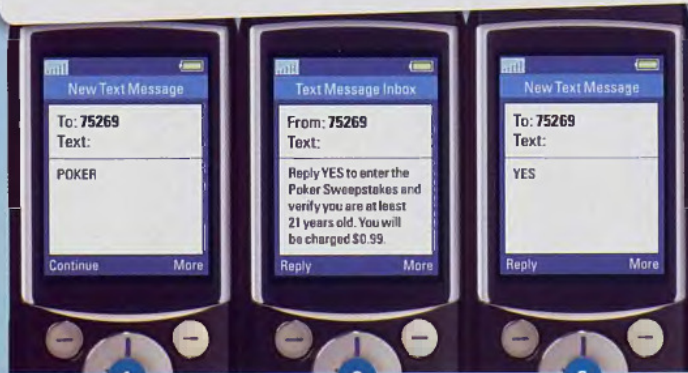 New Text Message
To: 75269
Text:
POKER
Continue More
Text Message Inbox
From: 75269
Text:
Reply YES to enter the
Poker Sweepstakes and
verify you are at least
21 years old. You will
be charged $0.99.
Reply More
New Text Message
To: 75269
Text:
YES
Reply More